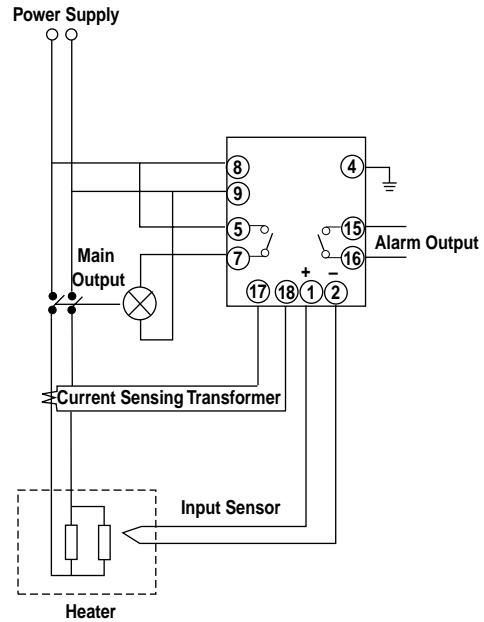 Power Supply
8
4
9
5
15
Alarm Output
Main
Output
7
16
+ −
17 18 1 2
Current Sensing Transformer
Input Sensor
Heater